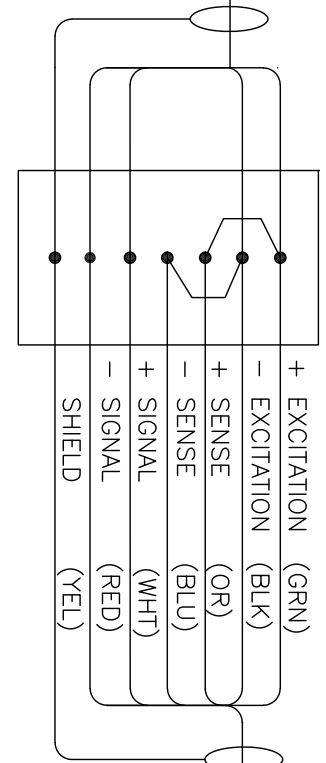 + EXCITATION (GRN)
− EXCITATION (BLK)
+ SENSE (OR)
− SENSE (BLU)
+ SIGNAL (WHT)
− SIGNAL (RED)
SHIELD (YEL)